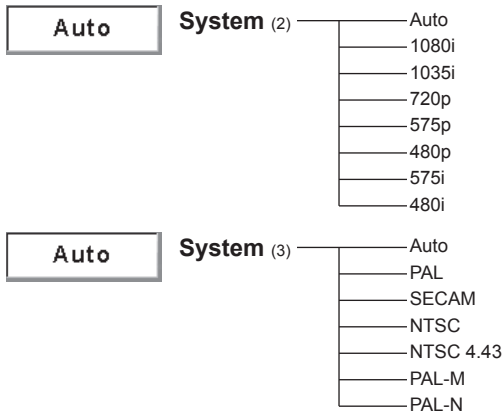 Auto
System (2)
Auto
1080i
1035i
720p
575p
480p
575i
480i
Auto
System (3)
Auto
PAL
SECAM
NTSC
NTSC 4.43
PAL-M
PAL-N